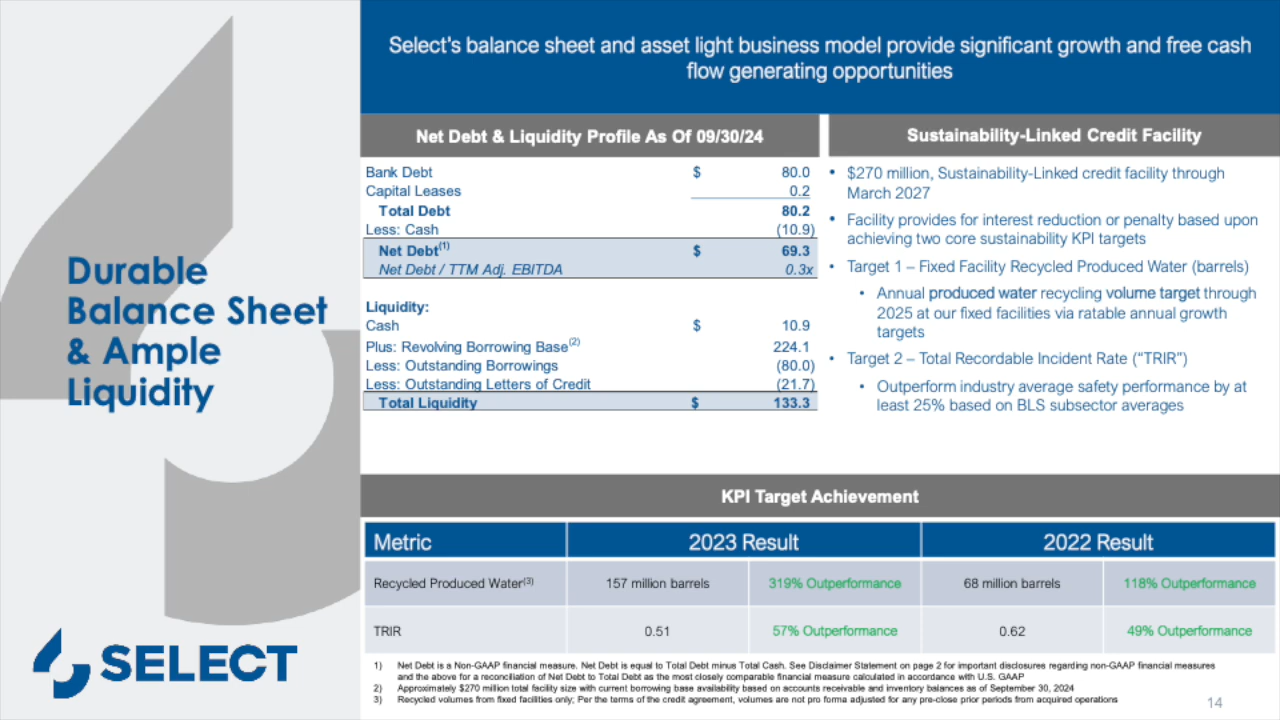 Select's balance sheet and asset light business model provide significant growth and free cash
flow generating opportunities
Durable
Balance Sheet
& Ample
Liquidity
SELECT
Net Debt & Liquidity Profile As Of 09/30/24
Bank Debt $ 80.0
Capital Leases 0.2
Total Debt 80.2
Less: Cash (10.9)
Net Debt(1) $ 69.3
Net Debt / TTM Adj. EBITDA 0.3x
Liquidity:
Cash $ 10.9
Plus: Revolving Borrowing Base(2) 224.1
Less: Outstanding Borrowings (80.0)
Less: Outstanding Letters of Credit (21.7)
Total Liquidity $ 133.3
Sustainability-Linked Credit Facility
• $270 million, Sustainability-Linked credit facility through
March 2027
• Facility provides for interest reduction or penalty based upon
achieving two core sustainability KPI targets
• Target 1 – Fixed Facility Recycled Produced Water (barrels)
• Annual produced water recycling volume target through
2025 at our fixed facilities via ratable annual growth
targets
• Target 2 – Total Recordable Incident Rate (“TRIR”)
• Outperform industry average safety performance by at
least 25% based on BLS subsector averages
KPI Target Achievement
Metric 2023 Result 2022 Result
Recycled Produced Water(3) 157 million barrels 319% Outperformance 68 million barrels 118% Outperformance
TRIR 0.51 57% Outperformance 0.62 49% Outperformance
1) Net Debt is a Non-GAAP financial measure. Net Debt is equal to Total Debt minus Total Cash. See Disclaimer Statement on page 2 for important disclosures regarding non-GAAP financial measures
and the above for a reconciliation of Net Debt to Total Debt as the most closely comparable financial measure calculated in accordance with U.S. GAAP
2) Approximately $270 million total facility size with current borrowing base availability based on accounts receivable and inventory balances as of September 30, 2024
3) Recycled volumes from fixed facilities only; Per the terms of the credit agreement, volumes are not pro forma adjusted for any pre-close prior periods from acquired operations
14